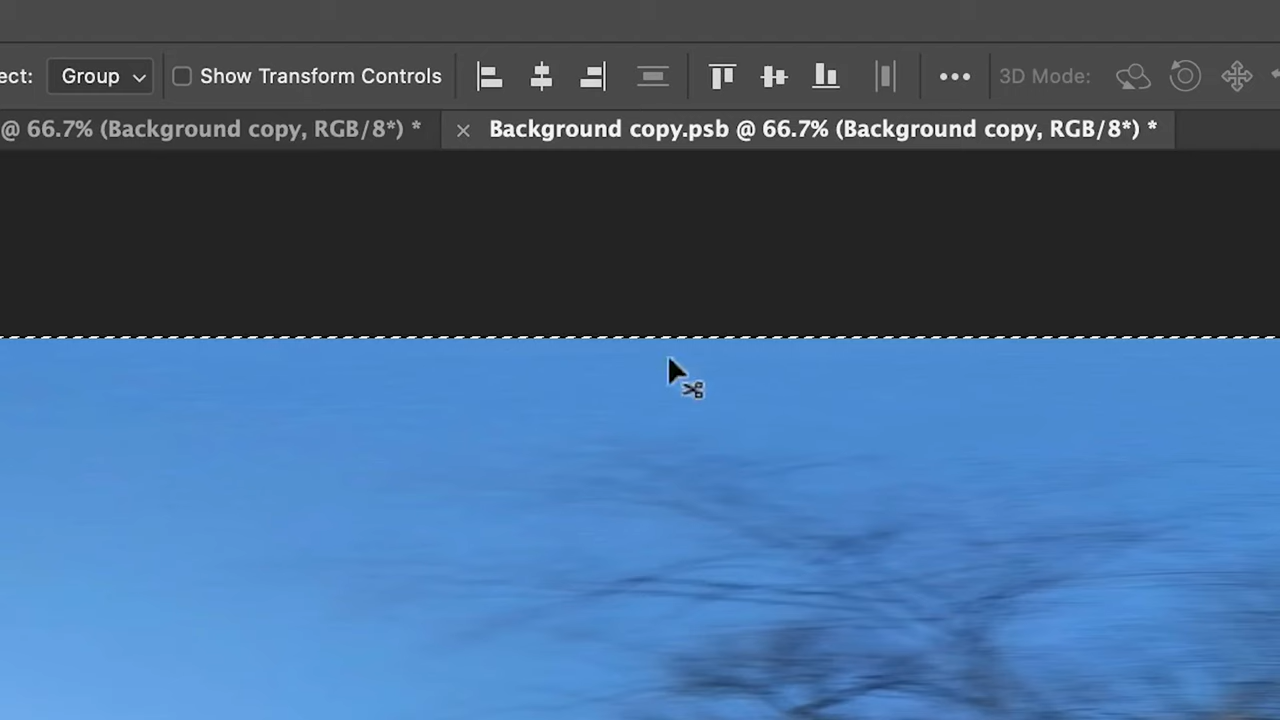 ect: Group Show Transform Controls 3D Mode:
@ 66.7% (Background copy, RGB/8*) * Background copy.psb @ 66.7% (Background copy, RGB/8*) *